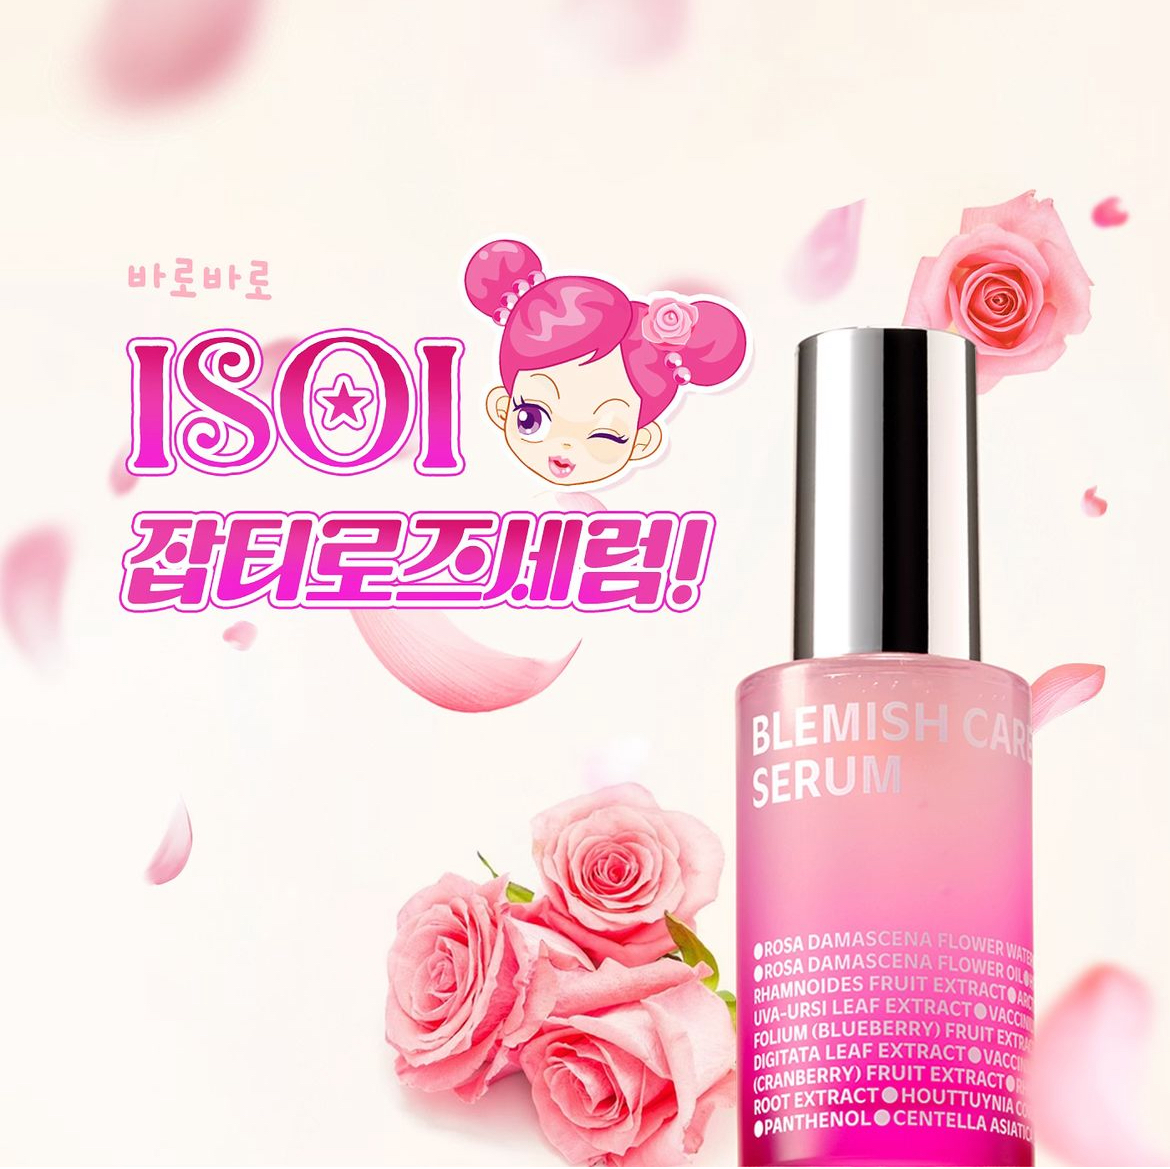 바로바로
ISOI
잡티로즈세럼!
BLEMISH CARE
SERUM
●ROSA DAMASCENA FLOWER WATER
●ROSA DAMASCENA FLOWER OIL●
RHAMNOIDES FRUIT EXTRACT●
UVA-URSI LEAF EXTRACT●
FOLIUM (BLUEBERRY) FRUIT EXTRACT
DIGITATA LEAF EXTRACT●
(CRANBERRY) FRUIT EXTRACT●
ROOT EXTRACT●HOUTTUYNIA
●PANTHENOL●CENTELLA ASIATICA